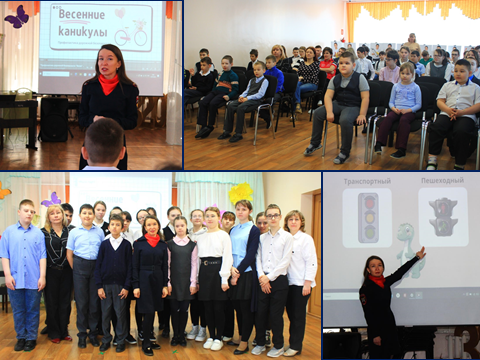 Весенние
каникулы
Транспортный
Пешеходный